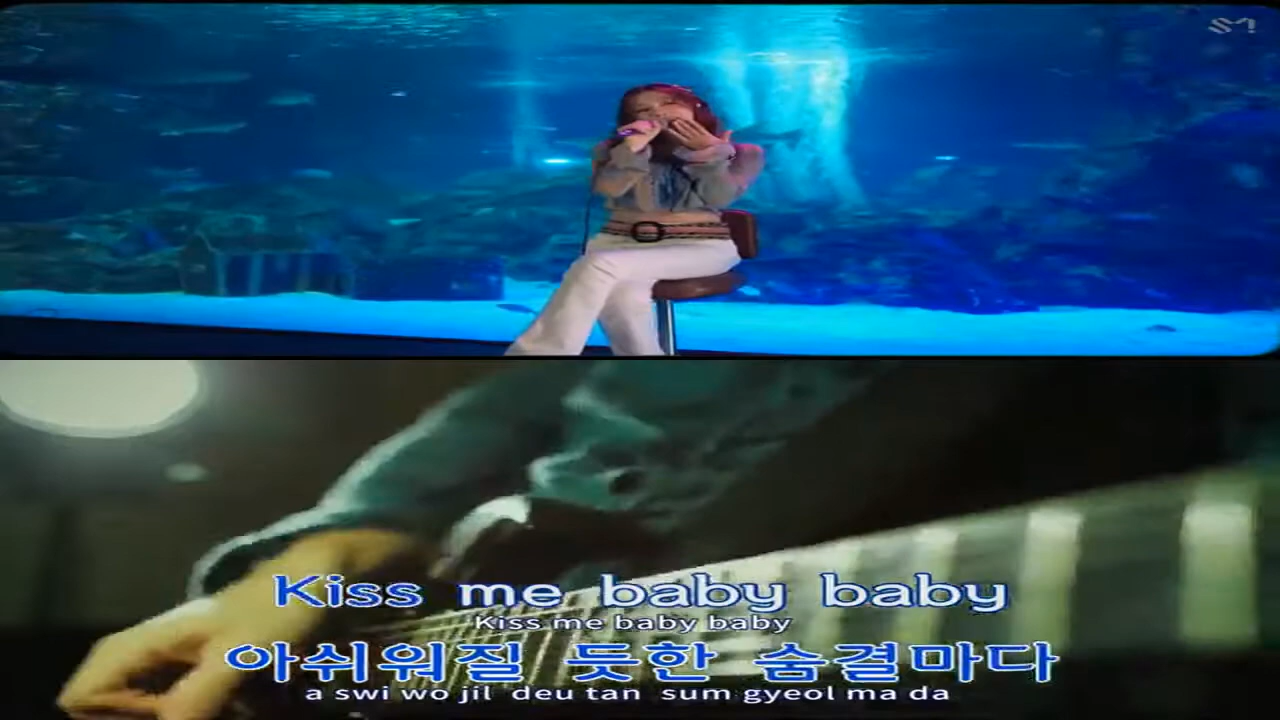 SM
Kiss me baby baby
Kiss me baby baby
아쉬워질 듯한 숨결마다
a swi wo jil deu tan sum gyeol ma da